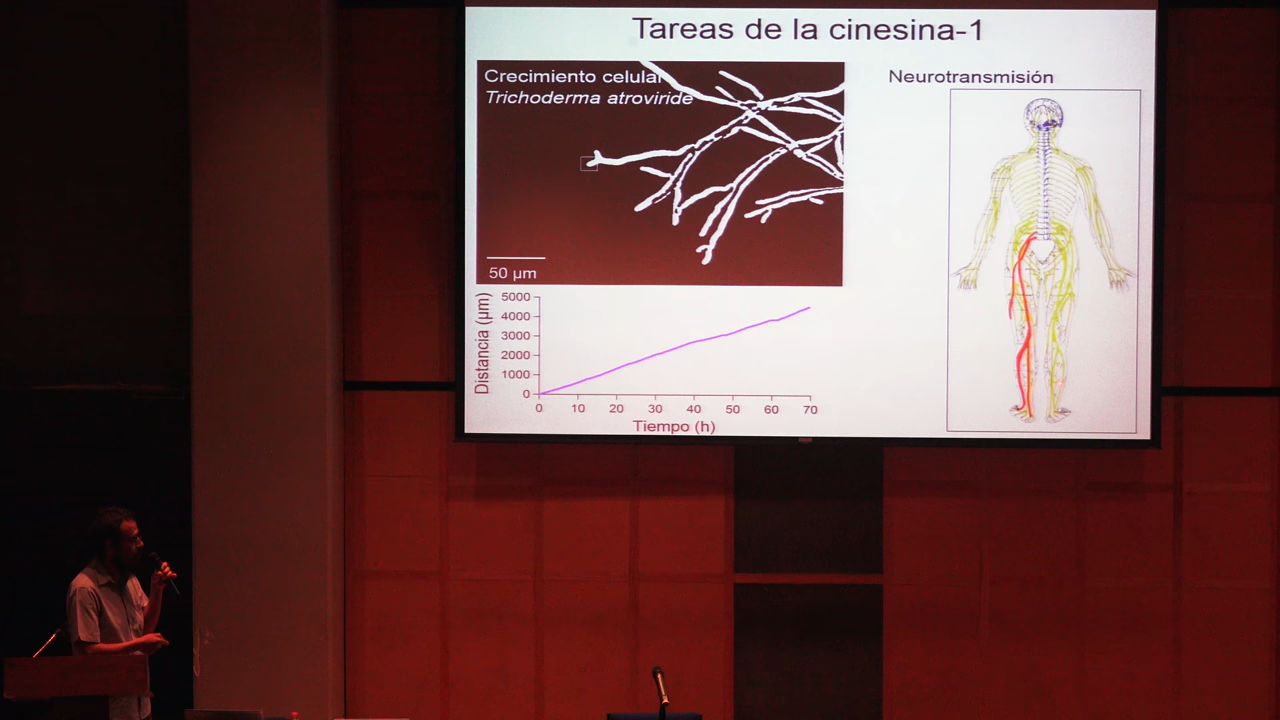 Tareas de la cinesina-1
Crecimiento celular
Trichoderma atroviride
50 µm
Neurotransmisión
Distancia (µm)
5000
4000
3000
2000
1000
0
0 10 20 30 40 50 60 70
Tiempo (h)